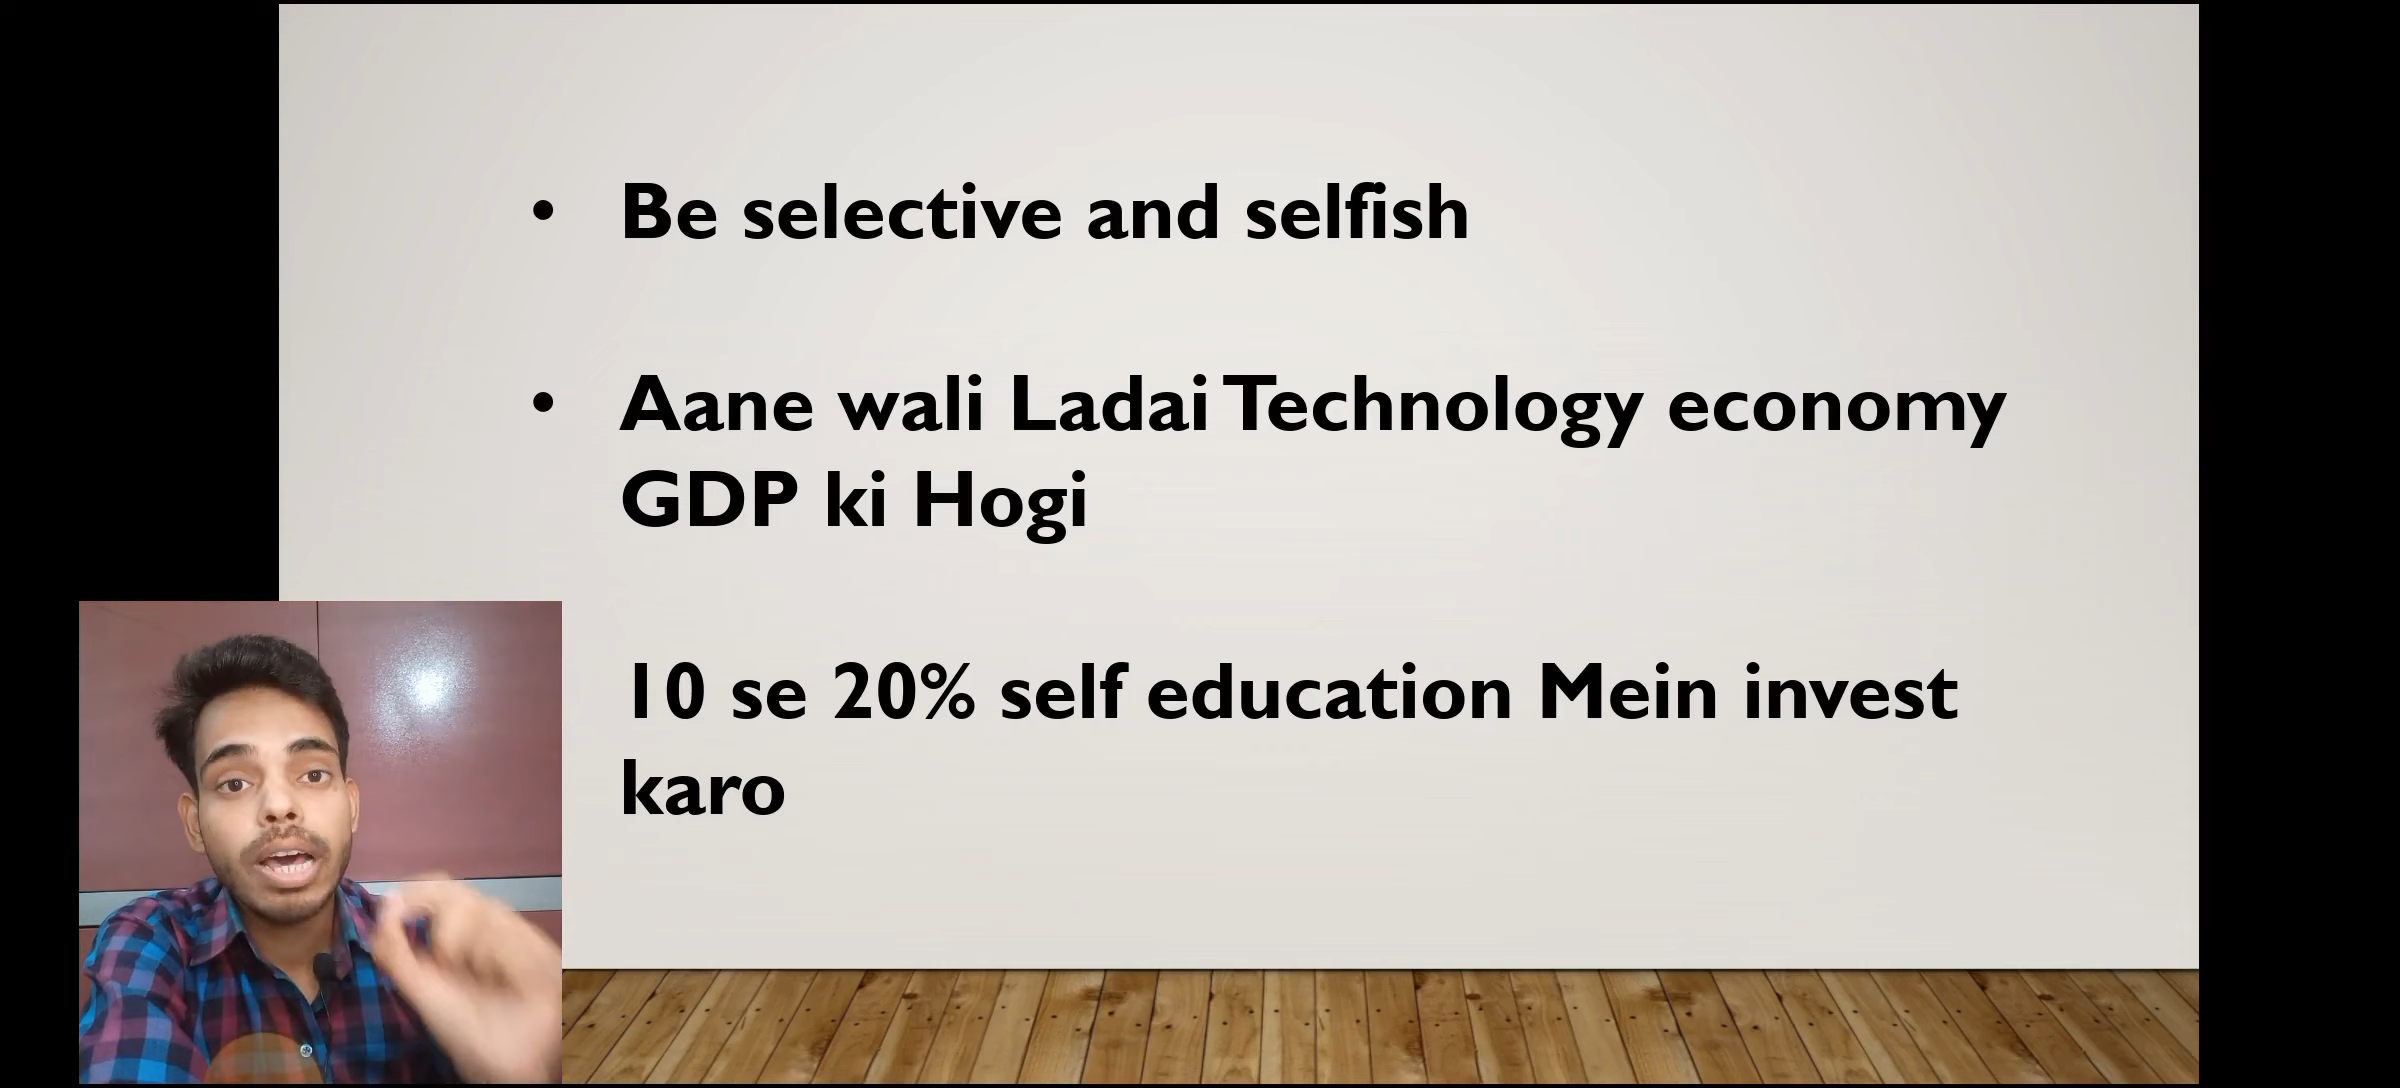 • Be selective and selfish
• Aane wali Ladai Technology economy
GDP ki Hogi
10 se 20% self education Mein invest
karo